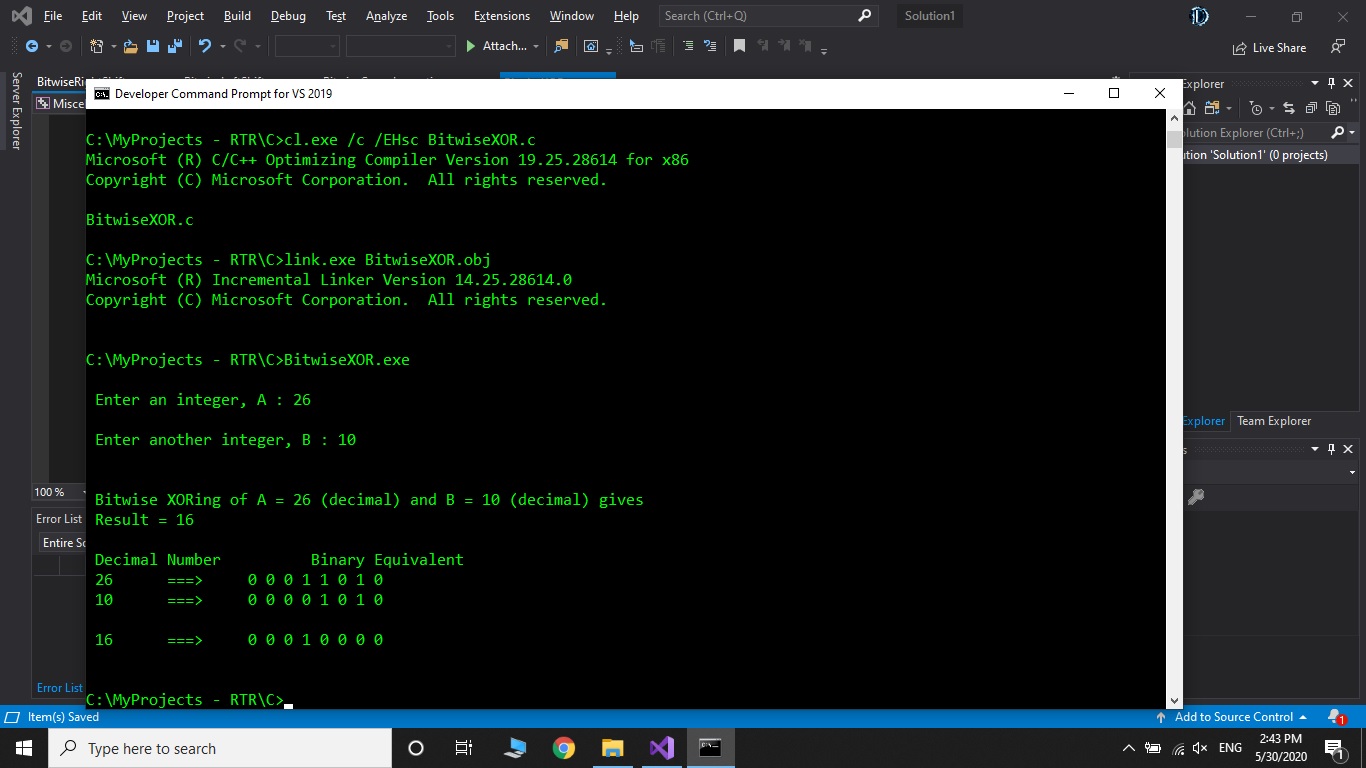 File Edit View Project Build Debug Test Analyze Tools Extensions Window Help Search (Ctrl+Q) Solution1
Attach... Live Share
Server Explorer
Developer Command Prompt for VS 2019
Explorer
Misce
(Ctrl+;)
'Solution1' (0 projects)
C:\MyProjects - RTR\C>cl.exe /c /EHsc BitwiseXOR.c
Microsoft (R) C/C++ Optimizing Compiler Version 19.25.28614 for x86
Copyright (C) Microsoft Corporation.  All rights reserved.
BitwiseXOR.c
C:\MyProjects - RTR\C>link.exe BitwiseXOR.obj
Microsoft (R) Incremental Linker Version 14.25.28614.0
Copyright (C) Microsoft Corporation.  All rights reserved.
C:\MyProjects - RTR\C>BitwiseXOR.exe
Enter an integer, A : 26
Enter another integer, B : 10
Bitwise XORing of A = 26 (decimal) and B = 10 (decimal) gives
Result = 16
Decimal Number          Binary Equivalent
26      ===>     0 0 0 1 1 0 1 0
10      ===>     0 0 0 0 1 0 1 0
16      ===>     0 0 0 1 0 0 0 0
C:\MyProjects - RTR\C>
Explorer Team Explorer
100 %
Error List
Entire So
Error List
Item(s) Saved Add to Source Control 1
Type here to search
ENG 2:43 PM
5/30/2020 1